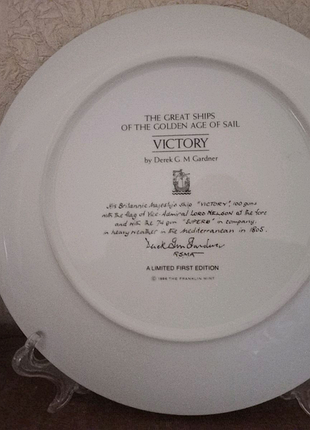 THE GREAT SHIPS
OF THE GOLDEN AGE OF SAIL
VICTORY
by Derek G M Gardner
His Britannic Majesty's ship "VICTORY", 100 guns
with the flag of Vice Admiral LORD NELSON at the fore
and with the 74 gun "SUPERB" in company,
in heavy weather in the Mediterranean in 1805.
Derek Gardner
RSMA
A LIMITED FIRST EDITION
THE FRANKLIN MINT